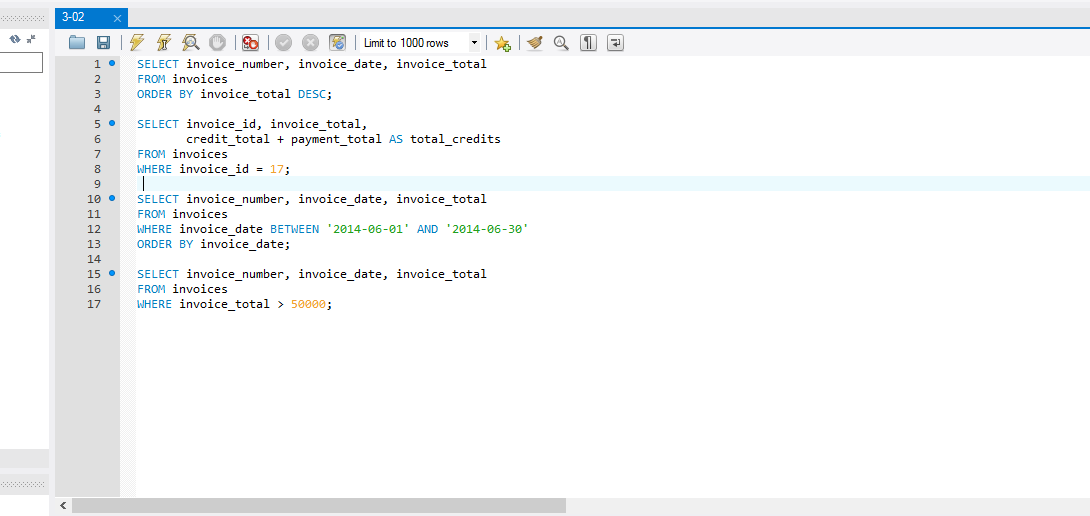 3-02
Limit to 1000 rows
1 SELECT invoice_number, invoice_date, invoice_total
2 FROM invoices
3 ORDER BY invoice_total DESC;
4
5 SELECT invoice_id, invoice_total,
6 credit_total + payment_total AS total_credits
7 FROM invoices
8 WHERE invoice_id = 17;
9
10 SELECT invoice_number, invoice_date, invoice_total
11 FROM invoices
12 WHERE invoice_date BETWEEN '2014-06-01' AND '2014-06-30'
13 ORDER BY invoice_date;
14
15 SELECT invoice_number, invoice_date, invoice_total
16 FROM invoices
17 WHERE invoice_total > 50000;